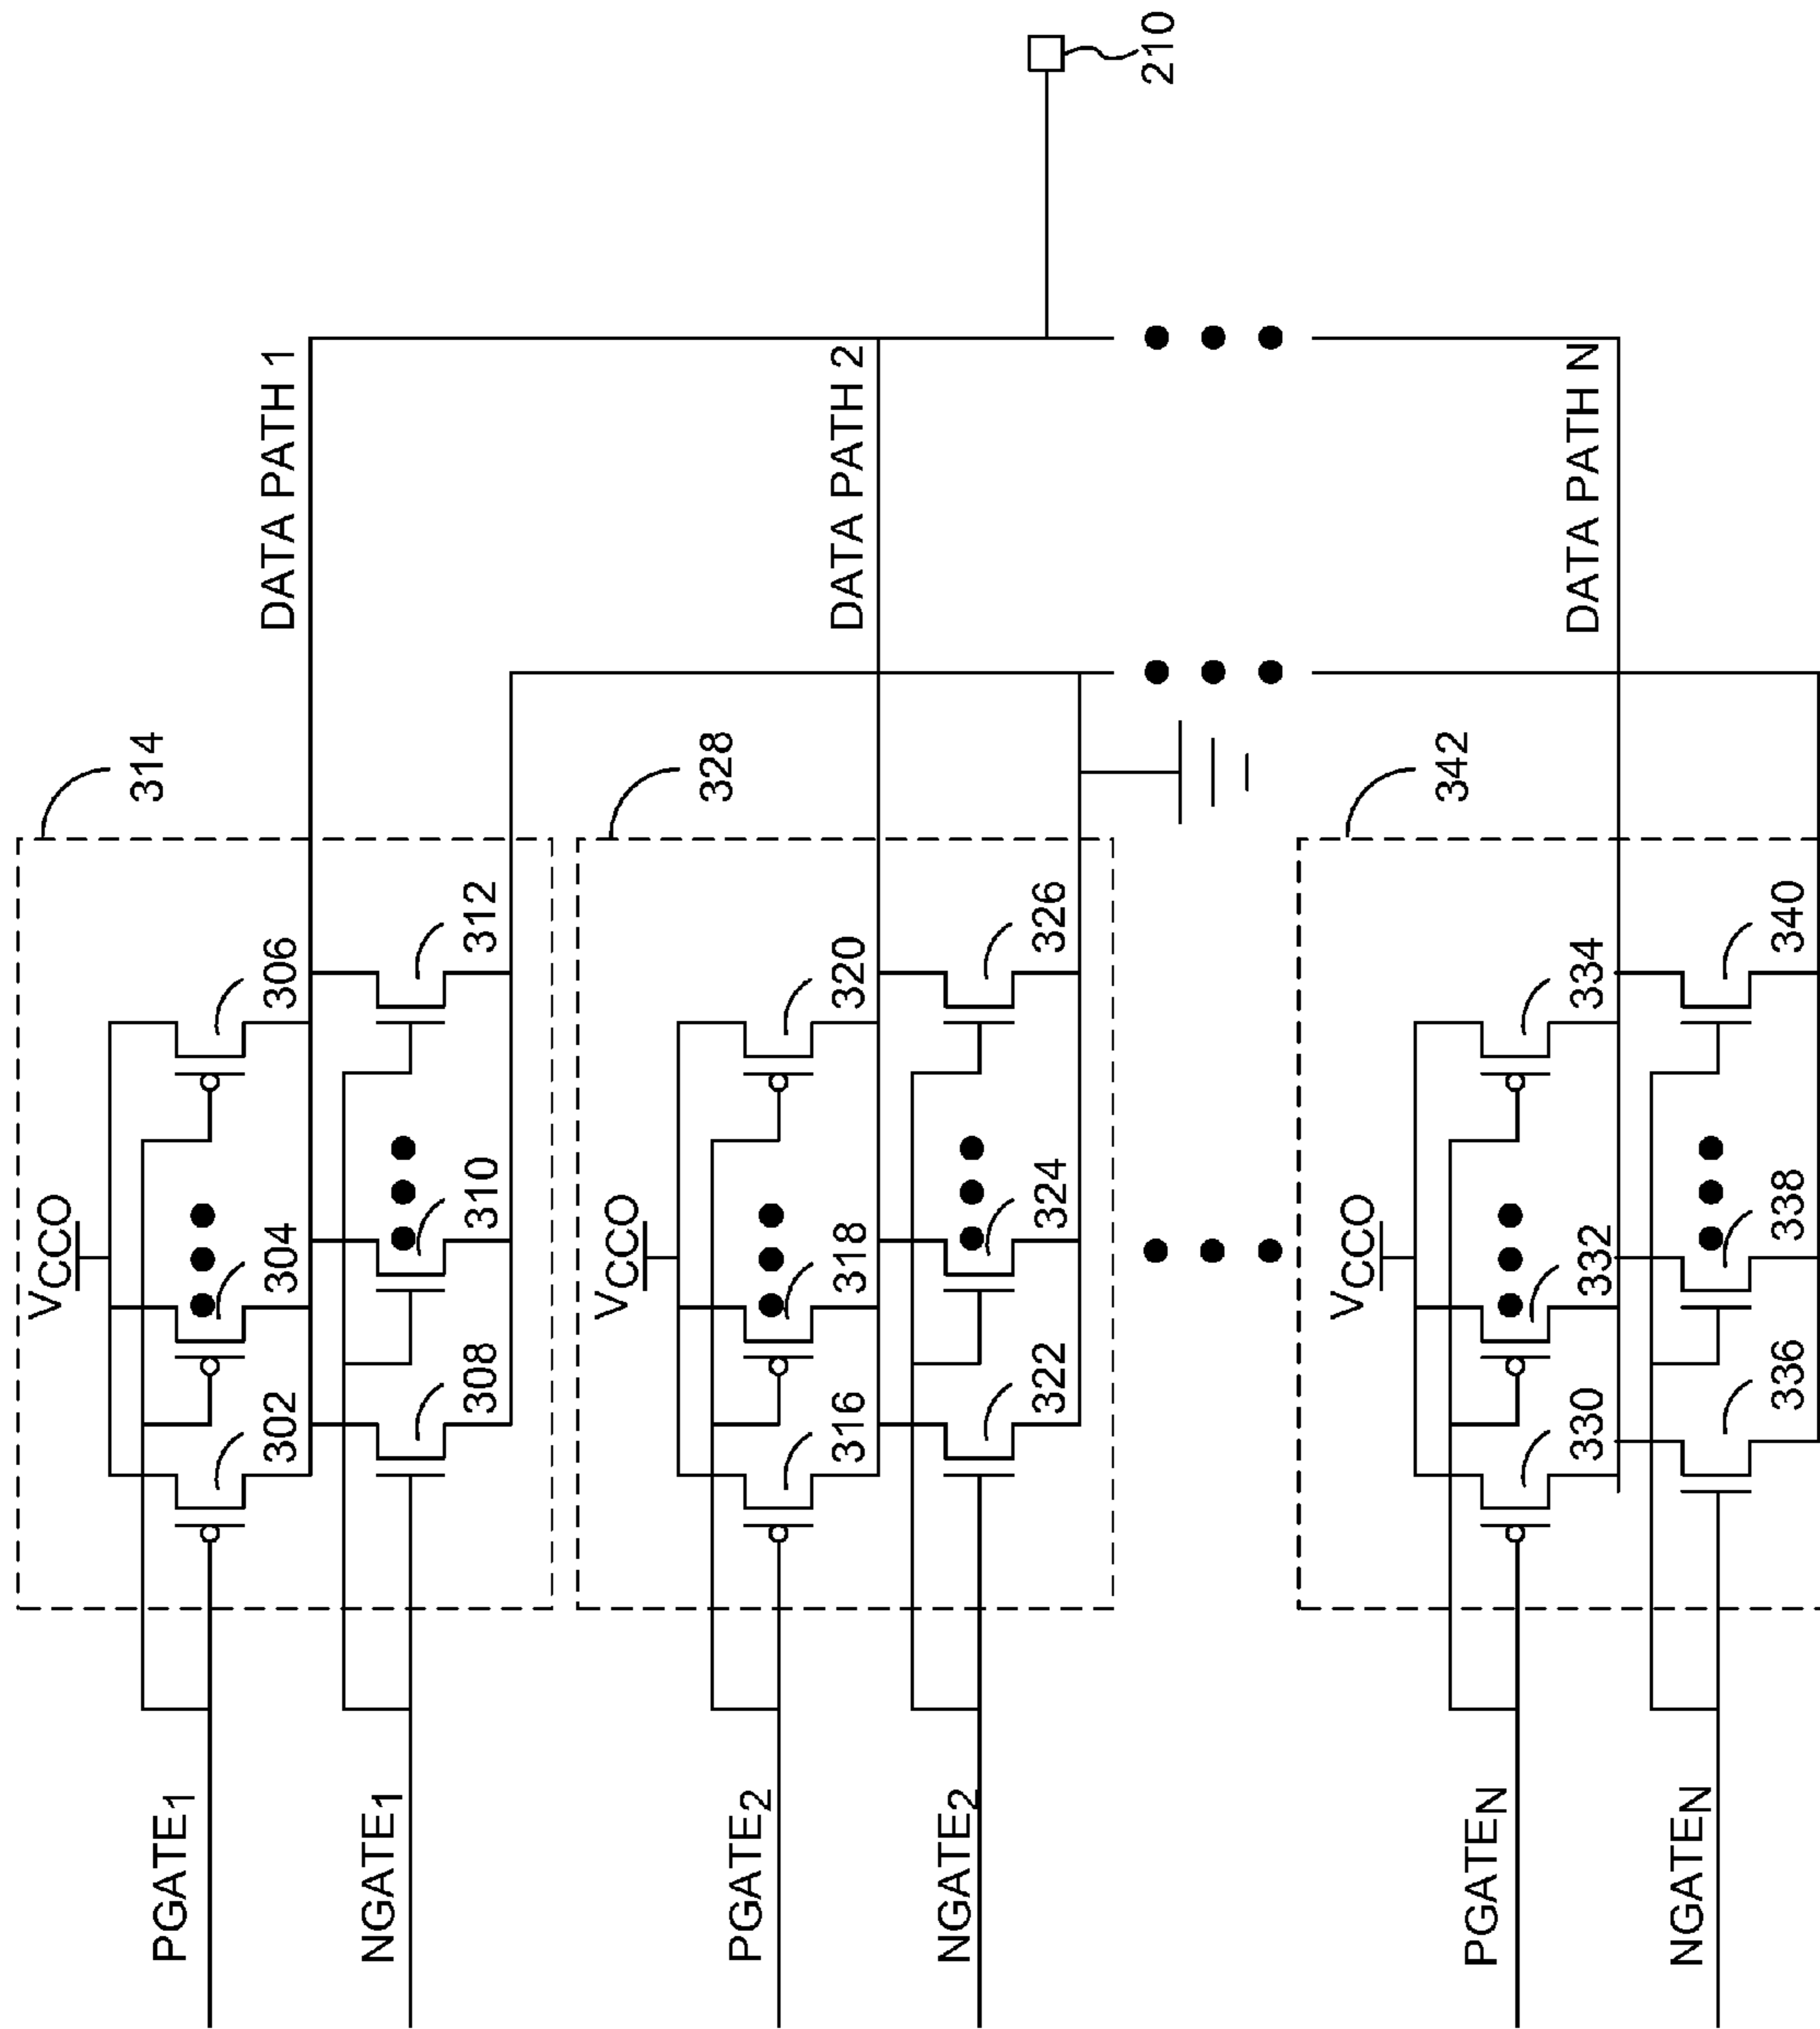 210
DATA PATH 1
DATA PATH 2
DATA PATH N
314
328
342
VCCO
302
304
306
308
310
312
PGATE1
NGATE1
VCCO
316
318
320
322
324
326
PGATE2
NGATE2
VCCO
330
332
334
336
338
340
PGATEN
NGATEN